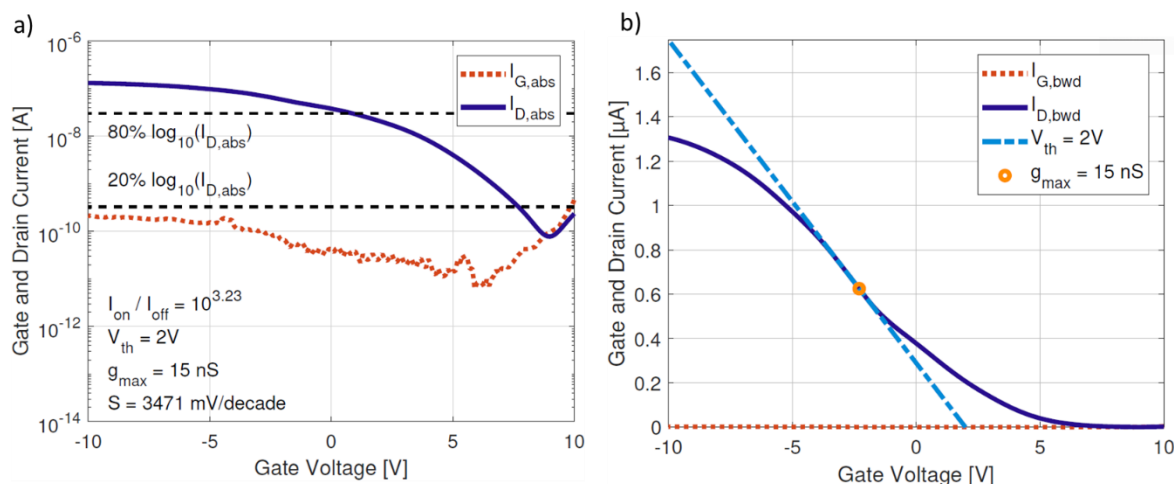 a)
10^-6
10^-8
10^-10
10^-12
10^-14
Gate and Drain Current [A]
I_G,abs
I_D,abs
80% log_10(I_D,abs)
20% log_10(I_D,abs)
I_on / I_off = 10^3.23
V_th = 2V
g_max = 15 nS
S = 3471 mV/decade
-10 -5 0 5 10
Gate Voltage [V]
b)
1.6
1.4
1.2
1
0.8
0.6
0.4
0.2
0
Gate and Drain Current [µA]
I_G,bwd
I_D,bwd
V_th = 2V
g_max = 15 nS
-10 -5 0 5 10
Gate Voltage [V]